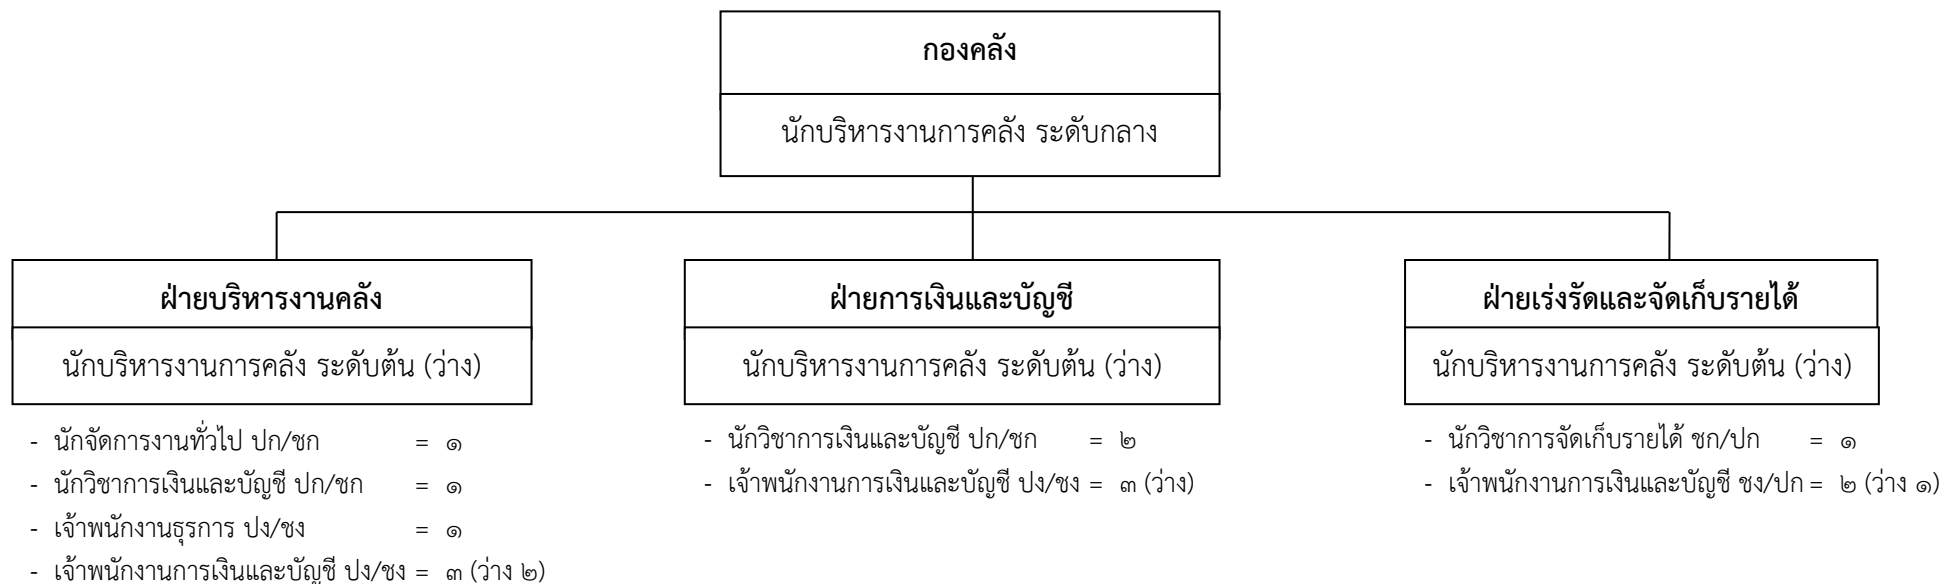 กองคลัง
นักบริหารงานการคลัง ระดับกลาง
ฝ่ายบริหารงานคลัง
นักบริหารงานการคลัง ระดับต้น (ว่าง)
- นักจัดการงานทั่วไป ปก/ชก = ๑
- นักวิชาการเงินและบัญชี ปก/ชก = ๑
- เจ้าพนักงานธุรการ ปง/ชง = ๑
- เจ้าพนักงานการเงินและบัญชี ปง/ชง = ๓ (ว่าง ๒)
ฝ่ายการเงินและบัญชี
นักบริหารงานการคลัง ระดับต้น (ว่าง)
- นักวิชาการเงินและบัญชี ปก/ชก = ๒
- เจ้าพนักงานการเงินและบัญชี ปง/ชง = ๓ (ว่าง)
ฝ่ายเร่งรัดและจัดเก็บรายได้
นักบริหารงานการคลัง ระดับต้น (ว่าง)
- นักวิชาการจัดเก็บรายได้ ชก/ปก = ๑
- เจ้าพนักงานการเงินและบัญชี ชง/ปก = ๒ (ว่าง ๑)